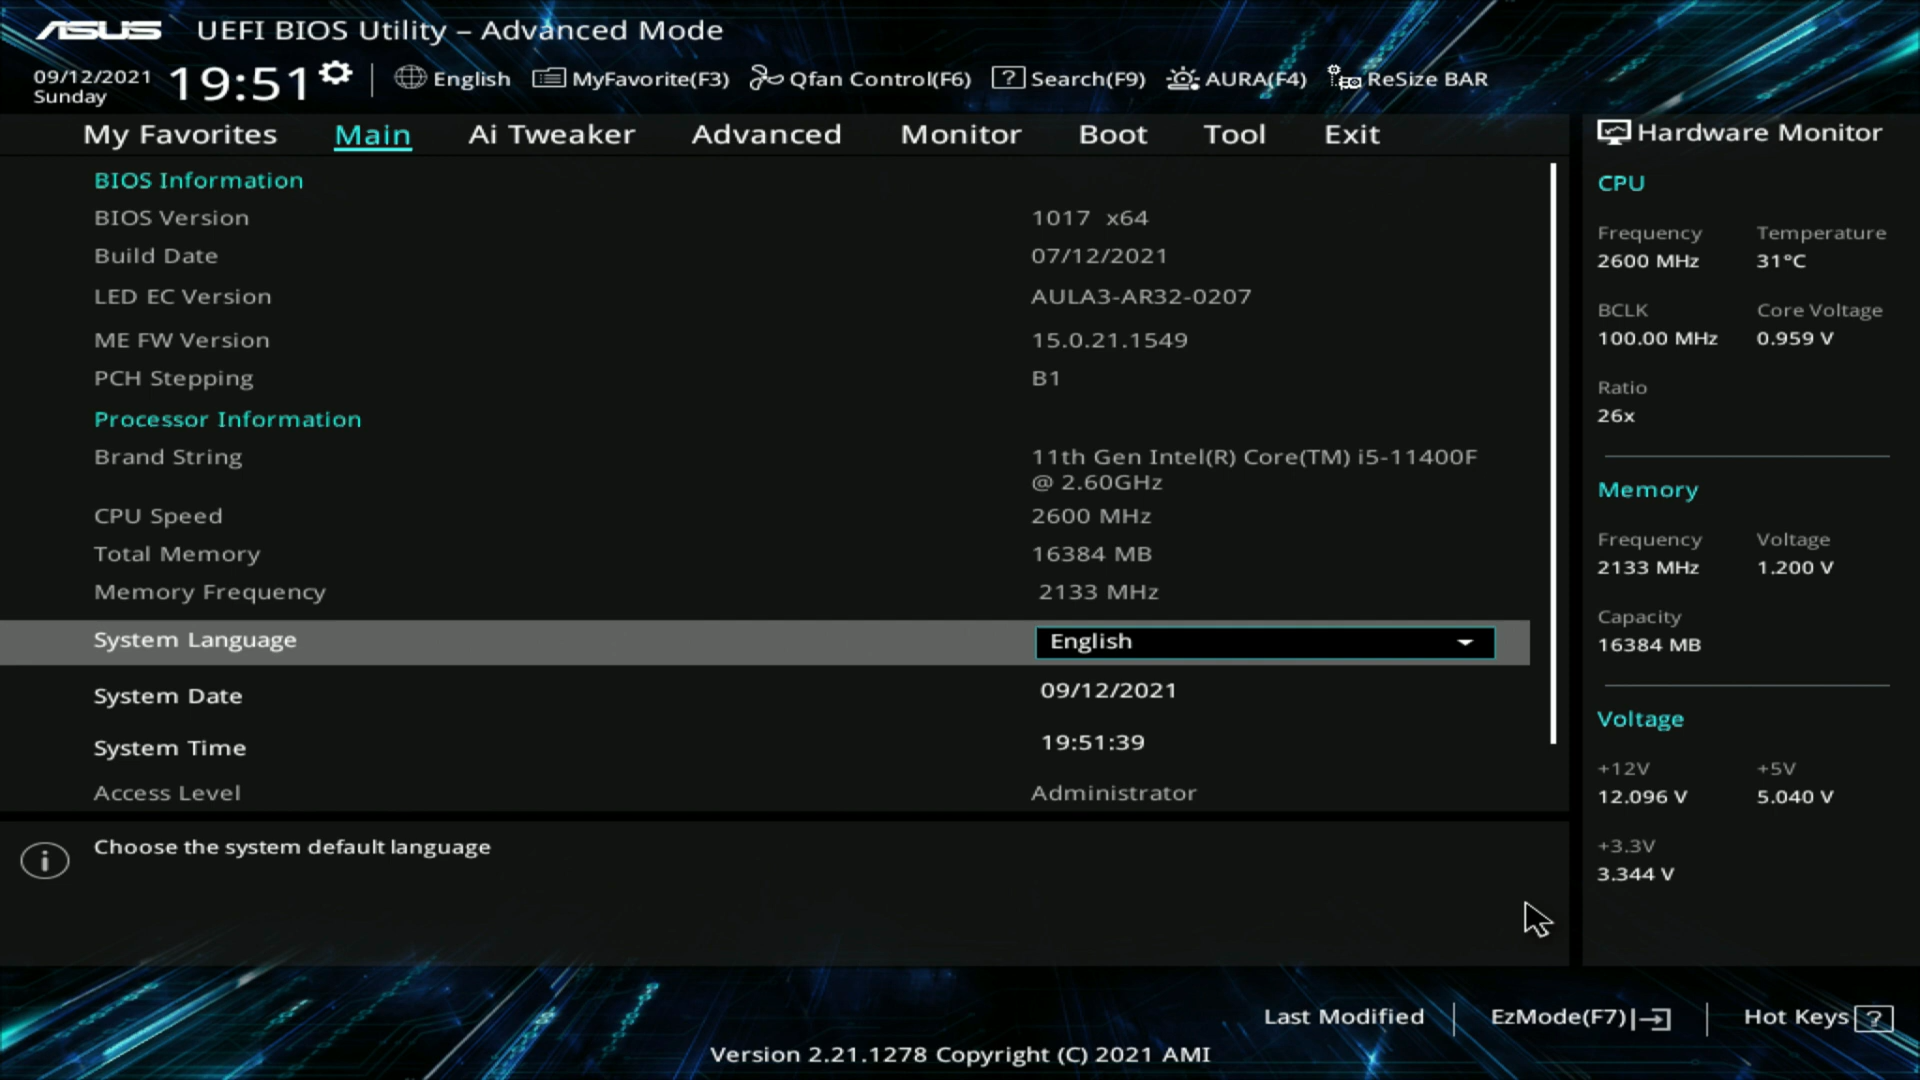 ASUS UEFI BIOS Utility – Advanced Mode
09/12/2021
Sunday
19:51
English MyFavorite(F3) Qfan Control(F6) ? Search(F9) AURA(F4) ReSize BAR
My Favorites Main Ai Tweaker Advanced Monitor Boot Tool Exit
BIOS Information
BIOS Version 1017 x64
Build Date 07/12/2021
LED EC Version AULA3-AR32-0207
ME FW Version 15.0.21.1549
PCH Stepping B1
Processor Information
Brand String 11th Gen Intel(R) Core(TM) i5-11400F
@ 2.60GHz
CPU Speed 2600 MHz
Total Memory 16384 MB
Memory Frequency 2133 MHz
System Language English
System Date 09/12/2021
System Time 19:51:39
Access Level Administrator
i Choose the system default language
Hardware Monitor
CPU
Frequency Temperature
2600 MHz 31°C
BCLK Core Voltage
100.00 MHz 0.959 V
Ratio
26x
Memory
Frequency Voltage
2133 MHz 1.200 V
Capacity
16384 MB
Voltage
+12V +5V
12.096 V 5.040 V
+3.3V
3.344 V
Last Modified EzMode(F7) Hot Keys ?
Version 2.21.1278 Copyright (C) 2021 AMI